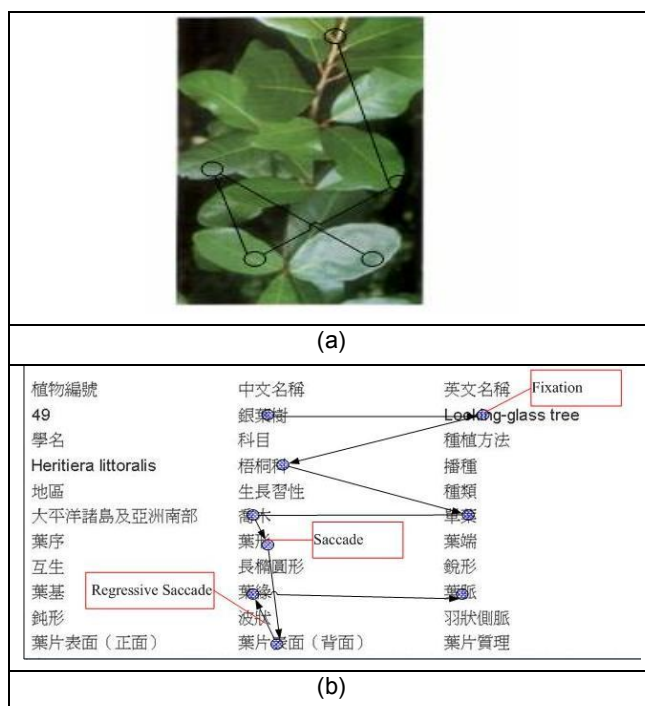 (a)
植物編號 中文名稱 英文名稱 Fixation
49 銀葉樹 Looking-glass tree
學名 科目 種植方法
Heritiera littoralis 梧桐科 播種
地區 生長習性 種類
大平洋諸島及亞洲南部 喬木 單葉
葉序 葉形 Saccade 葉端
互生 長橢圓形 銳形
葉基 Regressive Saccade 葉緣 葉脈
鈍形 波狀 羽狀側脈
葉片表面（正面） 葉片表面（背面） 葉片質理
(b)